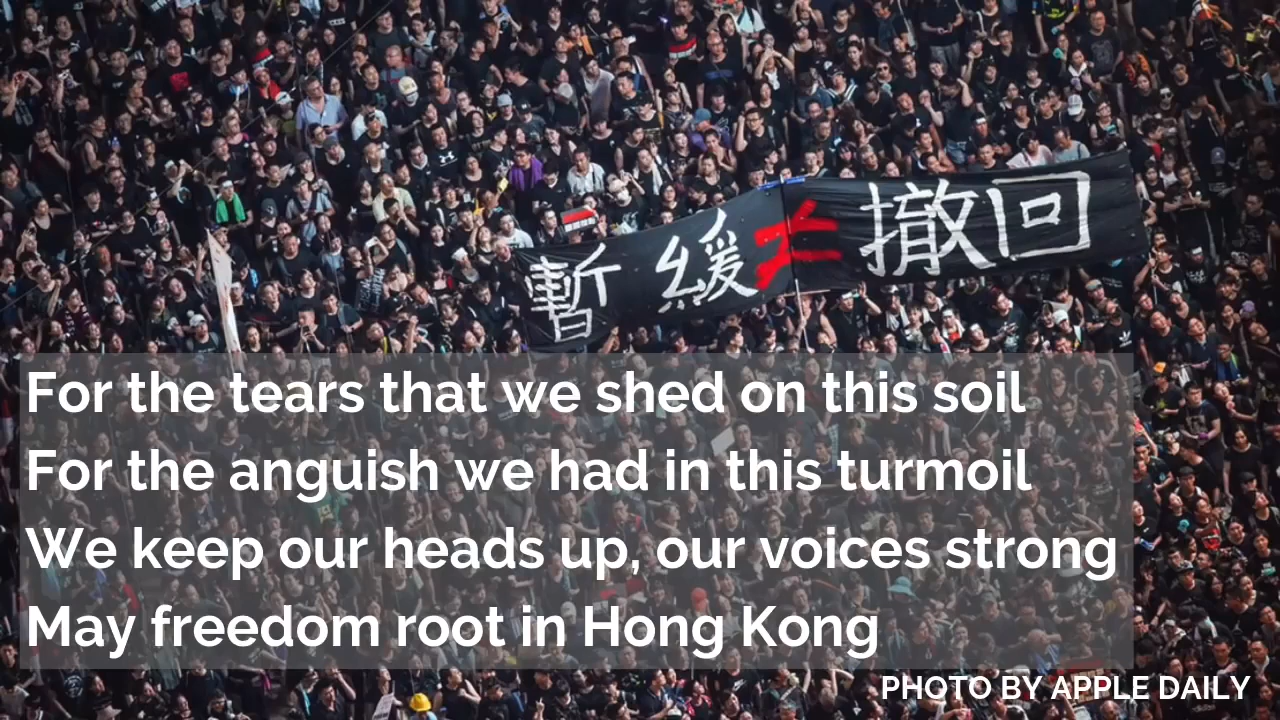 暫緩≠撤回
For the tears that we shed on this soil
For the anguish we had in this turmoil
We keep our heads up, our voices strong
May freedom root in Hong Kong
PHOTO BY APPLE DAILY